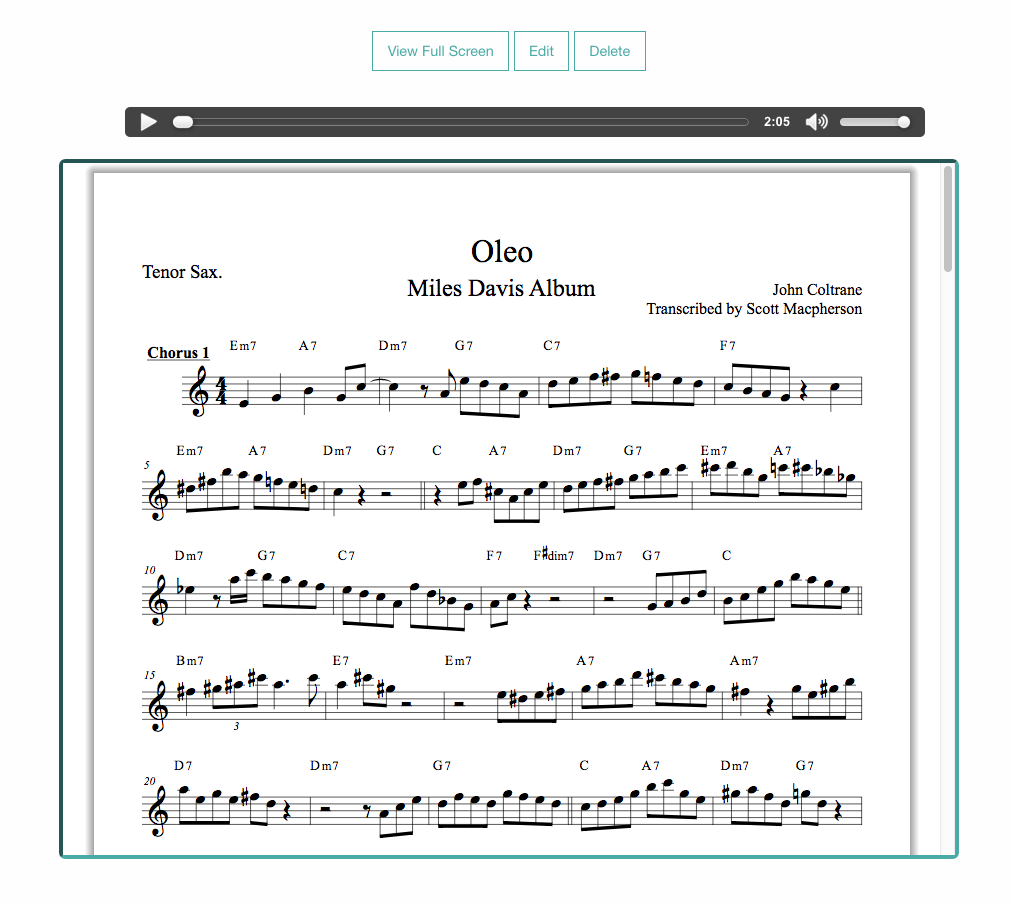 View Full Screen Edit Delete
2:05
Oleo
Tenor Sax.
Miles Davis Album
John Coltrane
Transcribed by Scott Macpherson
Chorus 1
Em7 A7 Dm7 G7 C7 F7
4
4
5 Em7 A7 Dm7 G7 C A7 Dm7 G7 Em7 A7
10 Dm7 G7 C7 F7 F#dim7 Dm7 G7 C
15 Bm7 E7 Em7 A7 Am7
3
20 D7 Dm7 G7 C A7 Dm7 G7